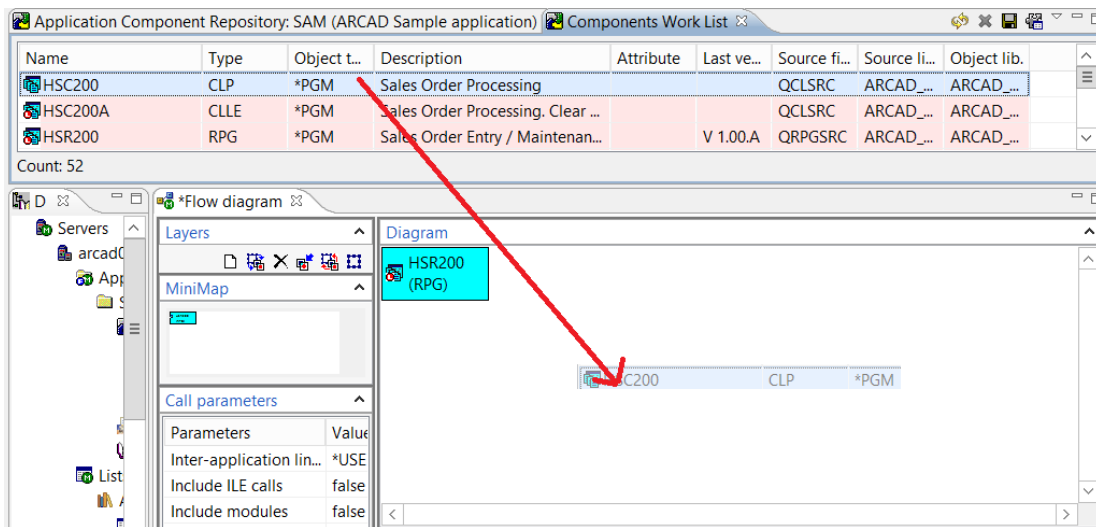 Application Component Repository: SAM (ARCAD Sample application) Components Work List
Name Type Object t... Description Attribute Last ve... Source fi... Source li... Object lib.
HSC200 CLP *PGM Sales Order Processing QCLSRC ARCAD_... ARCAD_...
HSC200A CLLE *PGM Sales Order Processing. Clear ... QCLSRC ARCAD_... ARCAD_...
HSR200 RPG *PGM Sales Order Entry / Maintenan... V 1.00.A QRPGSRC ARCAD_... ARCAD_...
Count: 52
D *Flow diagram
Servers
arcad0
App
S
List
Layers
MiniMap
Call parameters
Parameters Value
Inter-application lin... *USE
Include ILE calls false
Include modules false
Diagram
HSR200
(RPG)
SC200 CLP *PGM